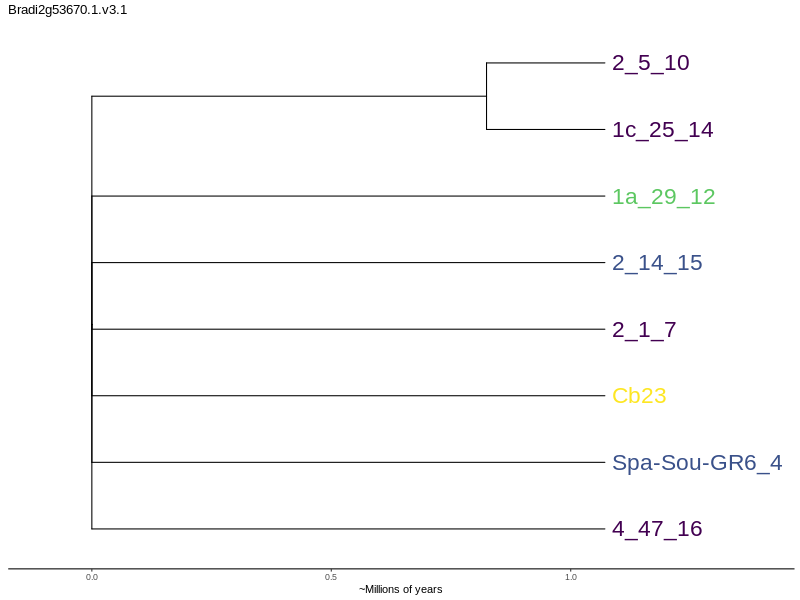 Bradi2g53670.1.v3.1
2_5_10
1c_25_14
1a_29_12
2_14_15
2_1_7
Cb23
Spa-Sou-GR6_4
4_47_16
0.0 0.5 1.0
~Millions of years